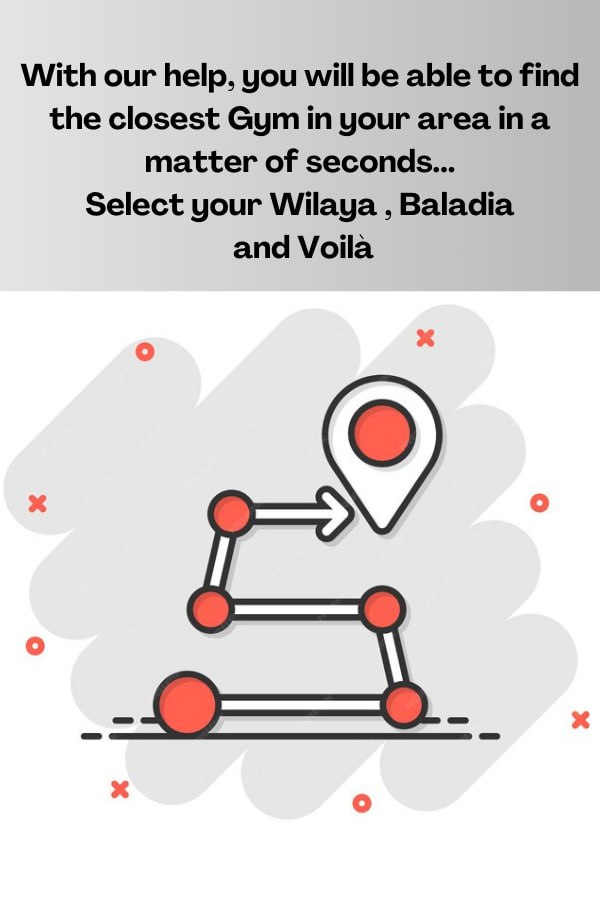 With our help, you will be able to find
the closest Gym in your area in a
matter of seconds...
Select your Wilaya , Baladia
and Voilà